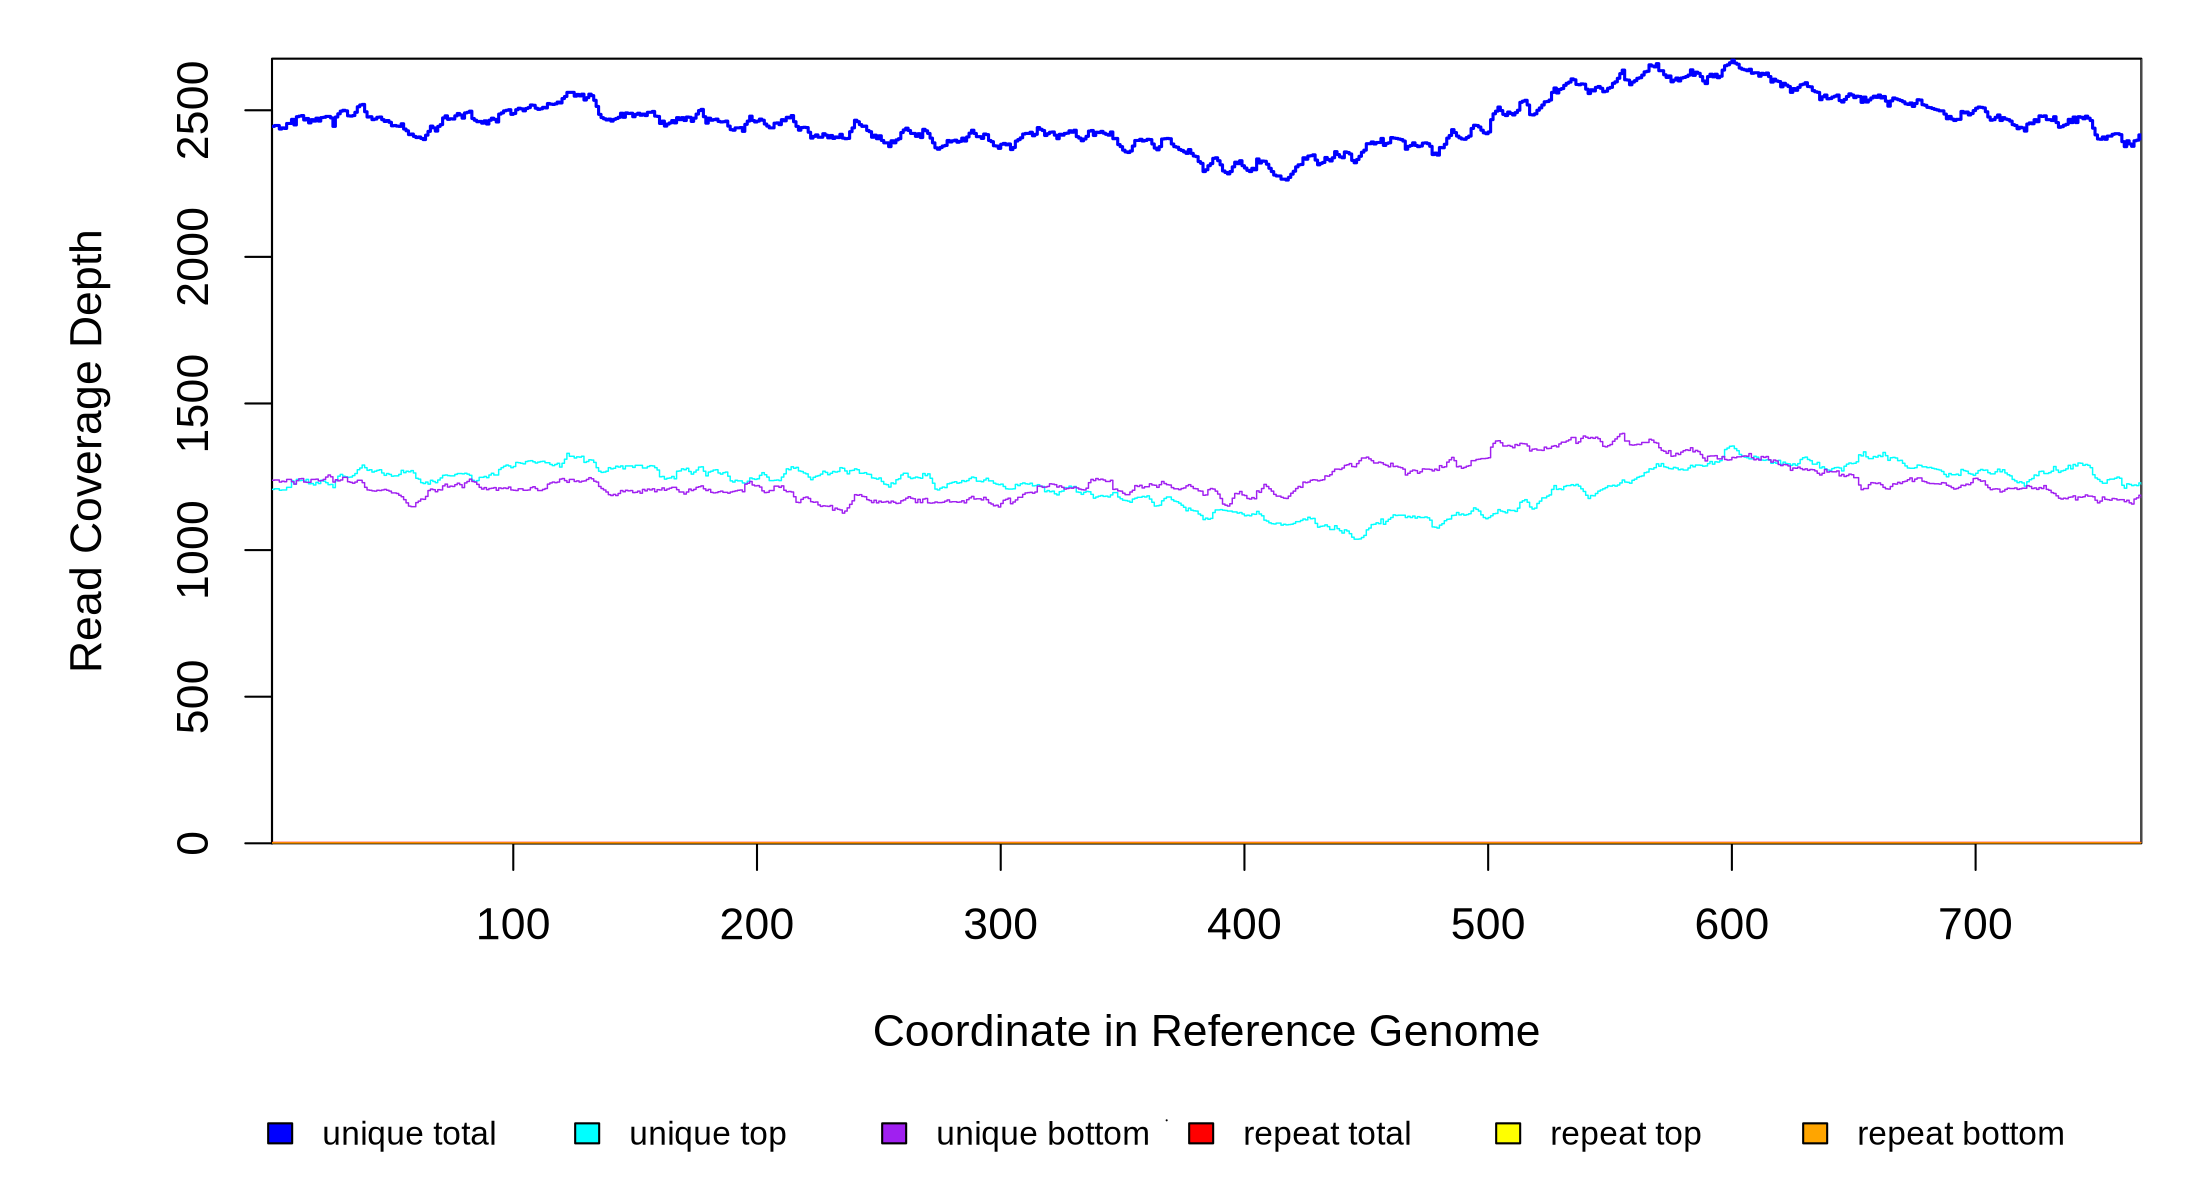 2500
2000
1500
1000
500
0
Read Coverage Depth
100 200 300 400 500 600 700
Coordinate in Reference Genome
unique total unique top unique bottom repeat total repeat top repeat bottom